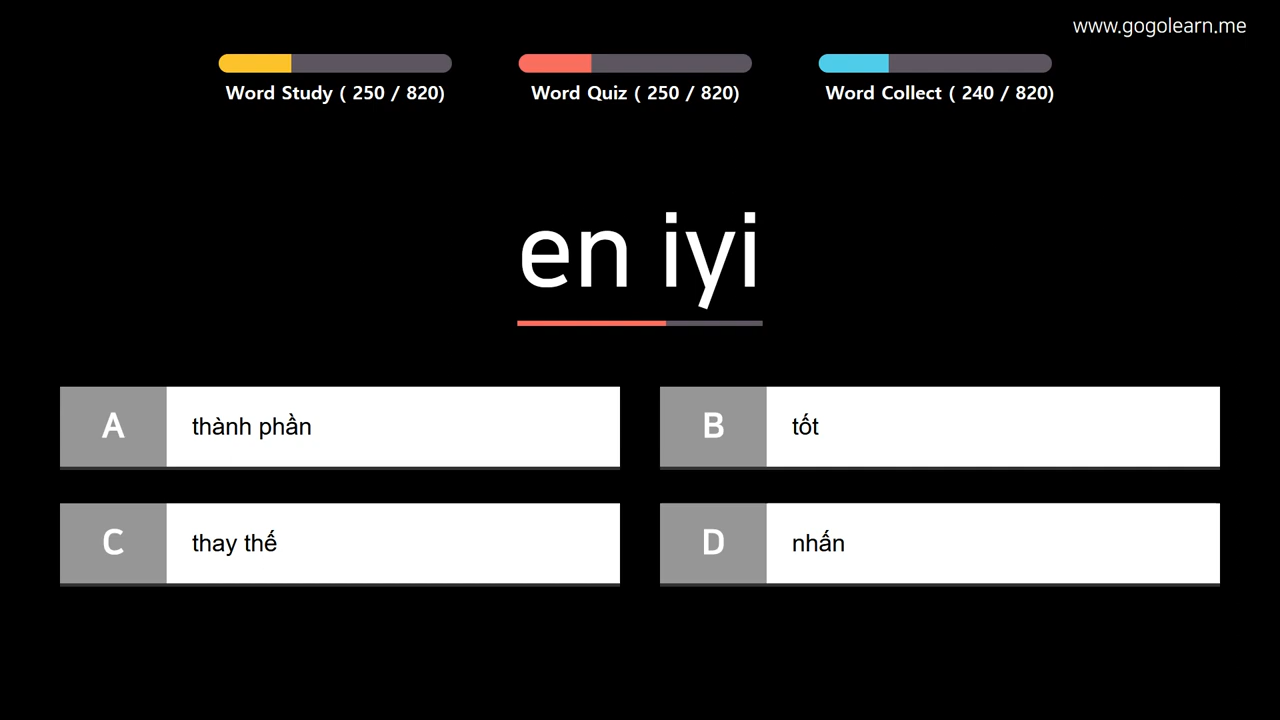 www.gogolearn.me
Word Study ( 250 / 820)
Word Quiz ( 250 / 820)
Word Collect ( 240 / 820)
en iyi
A thành phần
B tốt
C thay thế
D nhấn